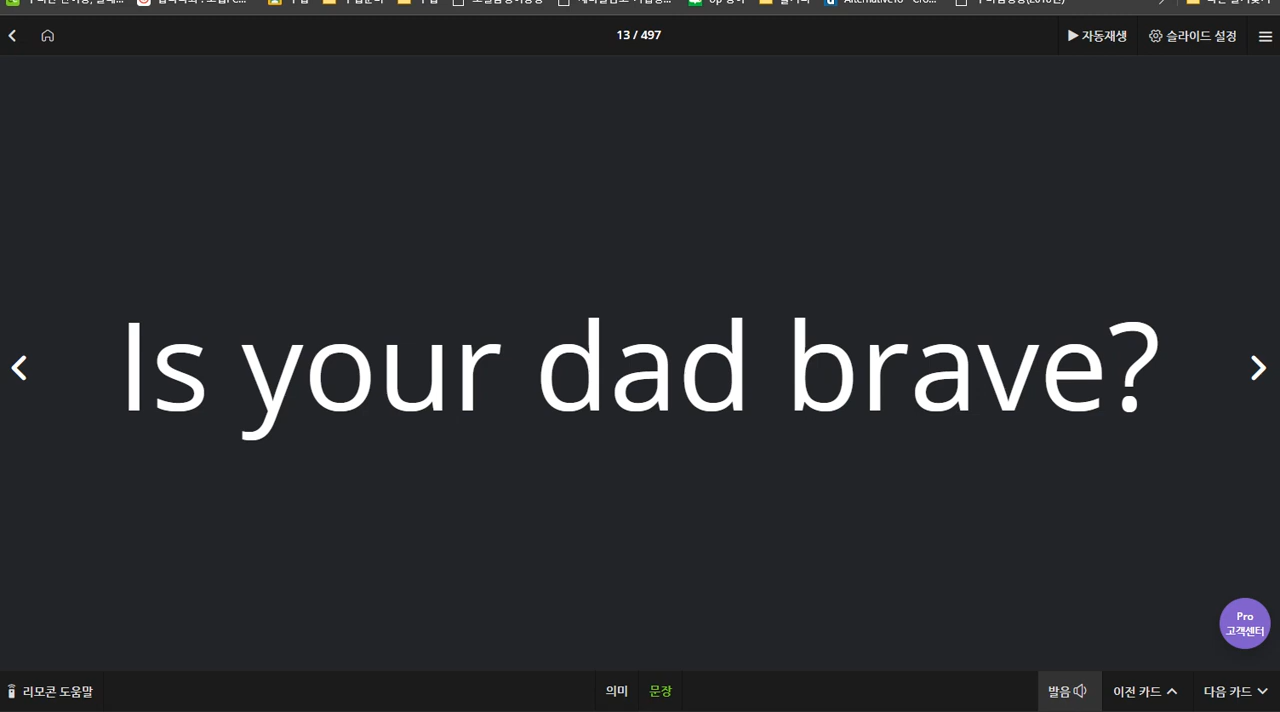 13 / 497
자동재생
슬라이드 설정
Is your dad brave?
Pro
고객센터
리모콘 도움말
의미
문장
발음
이전 카드
다음 카드